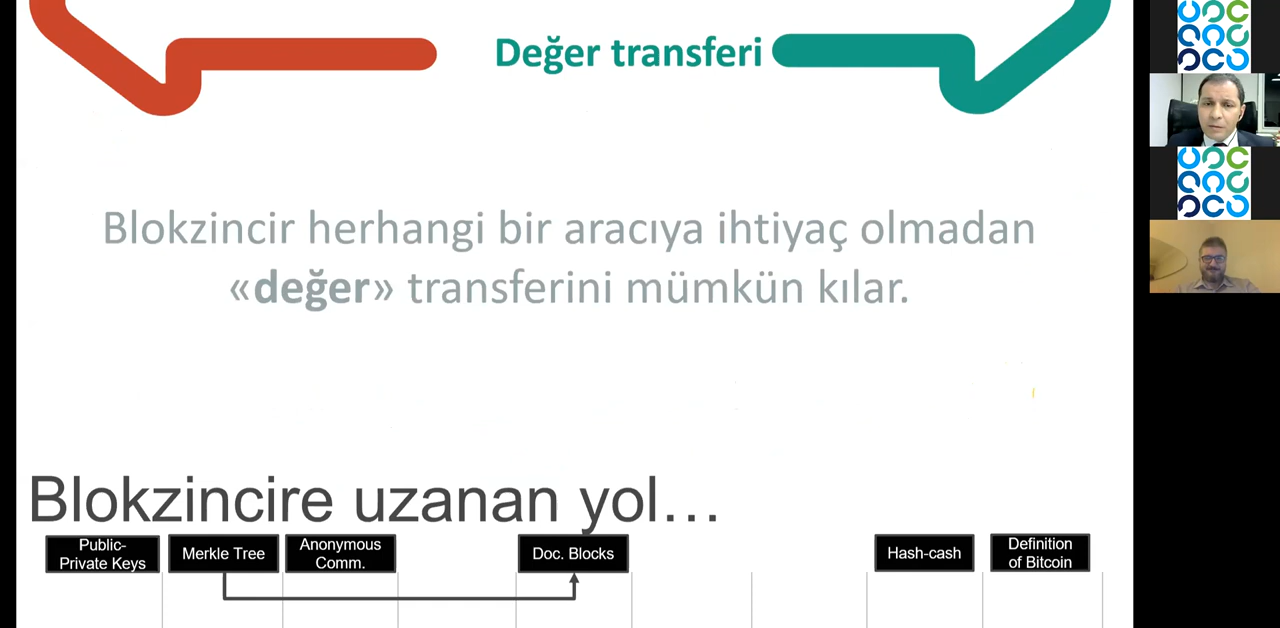 Değer transferi
Blokzincir herhangi bir aracıya ihtiyaç olmadan
«değer» transferini mümkün kılar.
Blokzincire uzanan yol…
Public-
Private Keys
Merkle Tree
Anonymous
Comm.
Doc. Blocks
Hash-cash
Definition
of Bitcoin